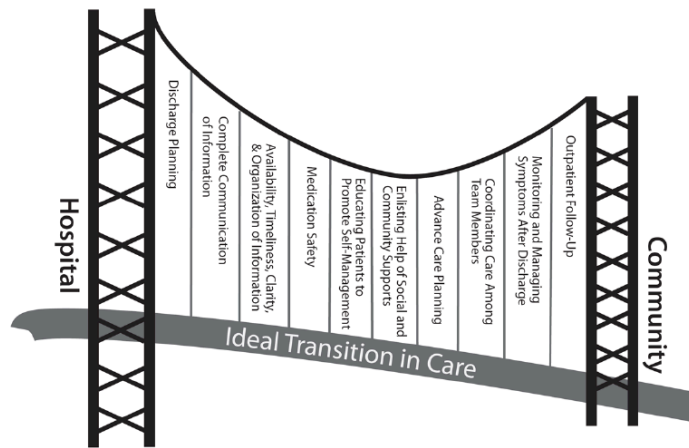 Hospital
Discharge Planning
Complete Communication
of Information
Availability, Timeliness, Clarity,
& Organization of Information
Medication Safety
Educating Patients to
Promote Self-Management
Enlisting Help of Social and
Community Supports
Advance Care Planning
Coordinating Care Among
Team Members
Monitoring and Managing
Symptoms After Discharge
Outpatient Follow-Up
Community
Ideal Transition in Care